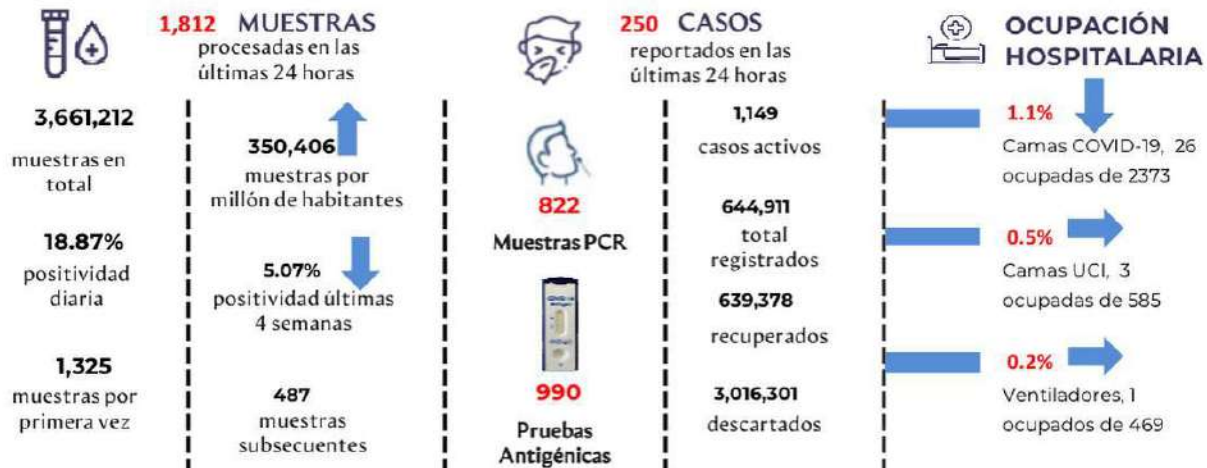 1,812 MUESTRAS
procesadas en las
últimas 24 horas
3,661,212
muestras en
total
18.87%
positividad
diaria
1,325
muestras por
primera vez
350,406
muestras por
millón de habitantes
5.07%
positividad últimas
4 semanas
487
muestras
subsecuentes
250 CASOS
reportados en las
últimas 24 horas
822
Muestras PCR
990
Pruebas
Antigénicas
1,149
casos activos
644,911
total
registrados
639,378
recuperados
3,016,301
descartados
OCUPACIÓN
HOSPITALARIA
1.1%
Camas COVID-19, 26
ocupadas de 2373
0.5%
Camas UCI, 3
ocupadas de 585
0.2%
Ventiladores, 1
ocupados de 469